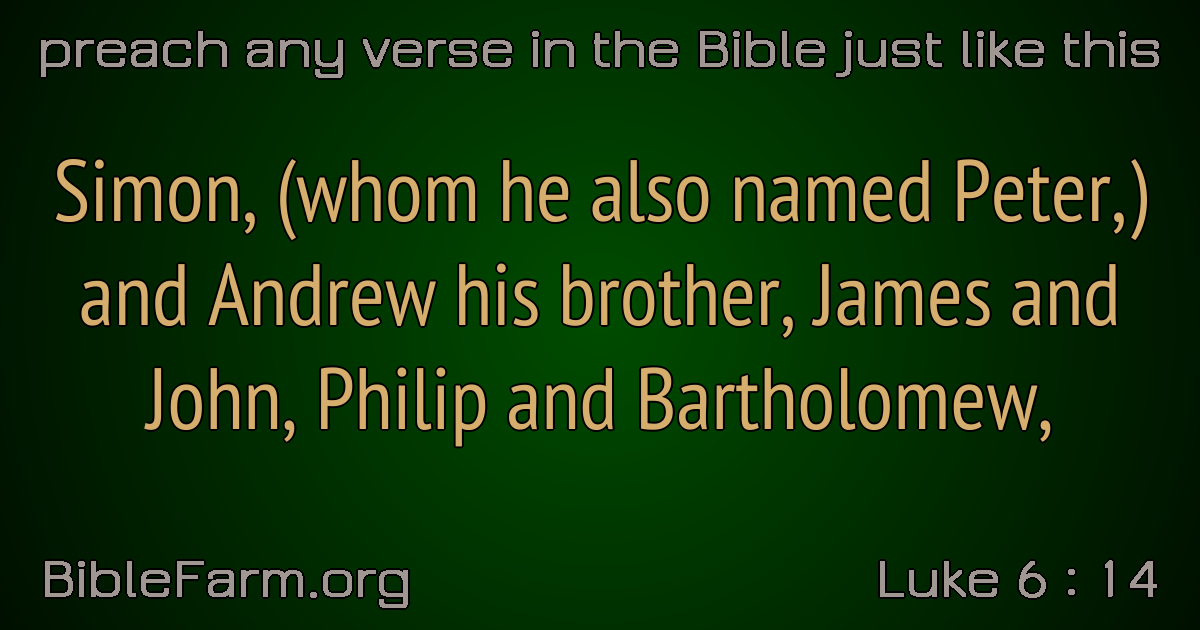 preach any verse in the Bible just like this
Simon, (whom he also named Peter,)
and Andrew his brother, James and
John, Philip and Bartholomew,
BibleFarm.org
Luke 6 : 14